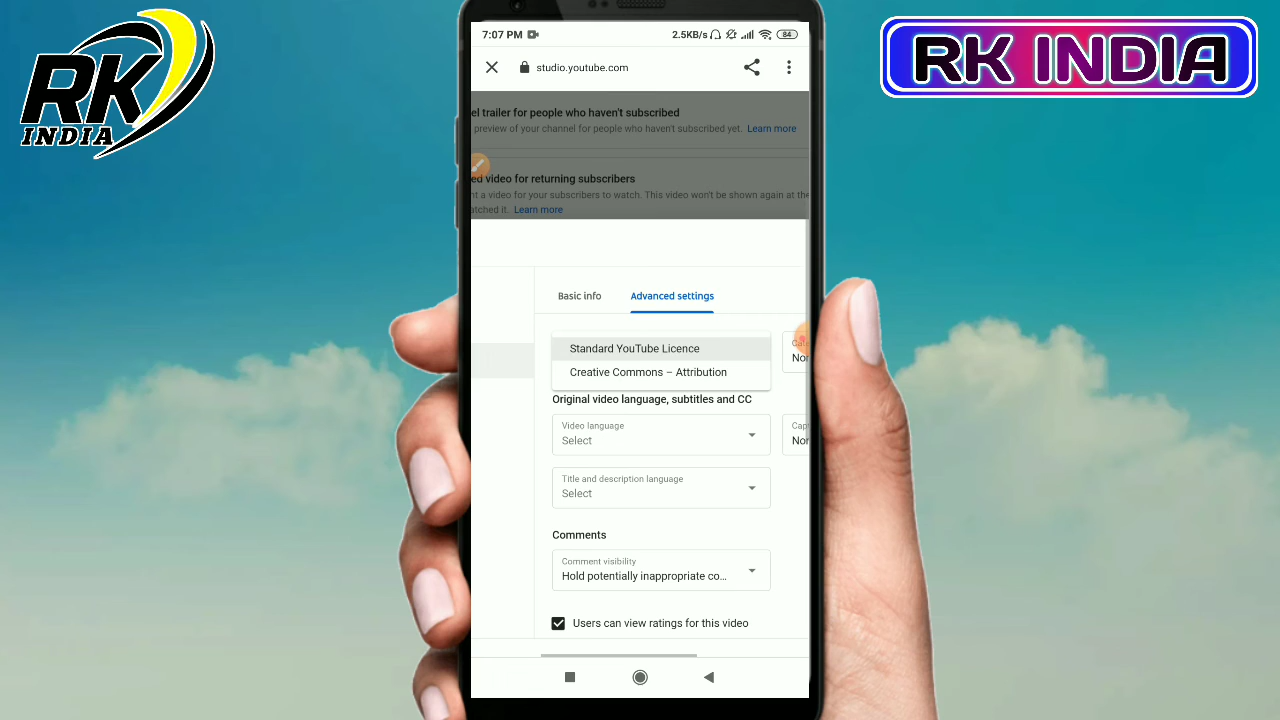 RK
INDIA
RK INDIA
7:07 PM
2.5KB/s
84
studio.youtube.com
el trailer for people who haven't subscribed
preview of your channel for people who haven't subscribed yet. Learn more
ed video for returning subscribers
nt a video for your subscribers to watch. This video won't be shown again at the
atched it. Learn more
Basic info
Advanced settings
Standard YouTube Licence
Creative Commons – Attribution
Original video language, subtitles and CC
Video language
Select
Title and description language
Select
Comments
Comment visibility
Hold potentially inappropriate co...
Users can view ratings for this video